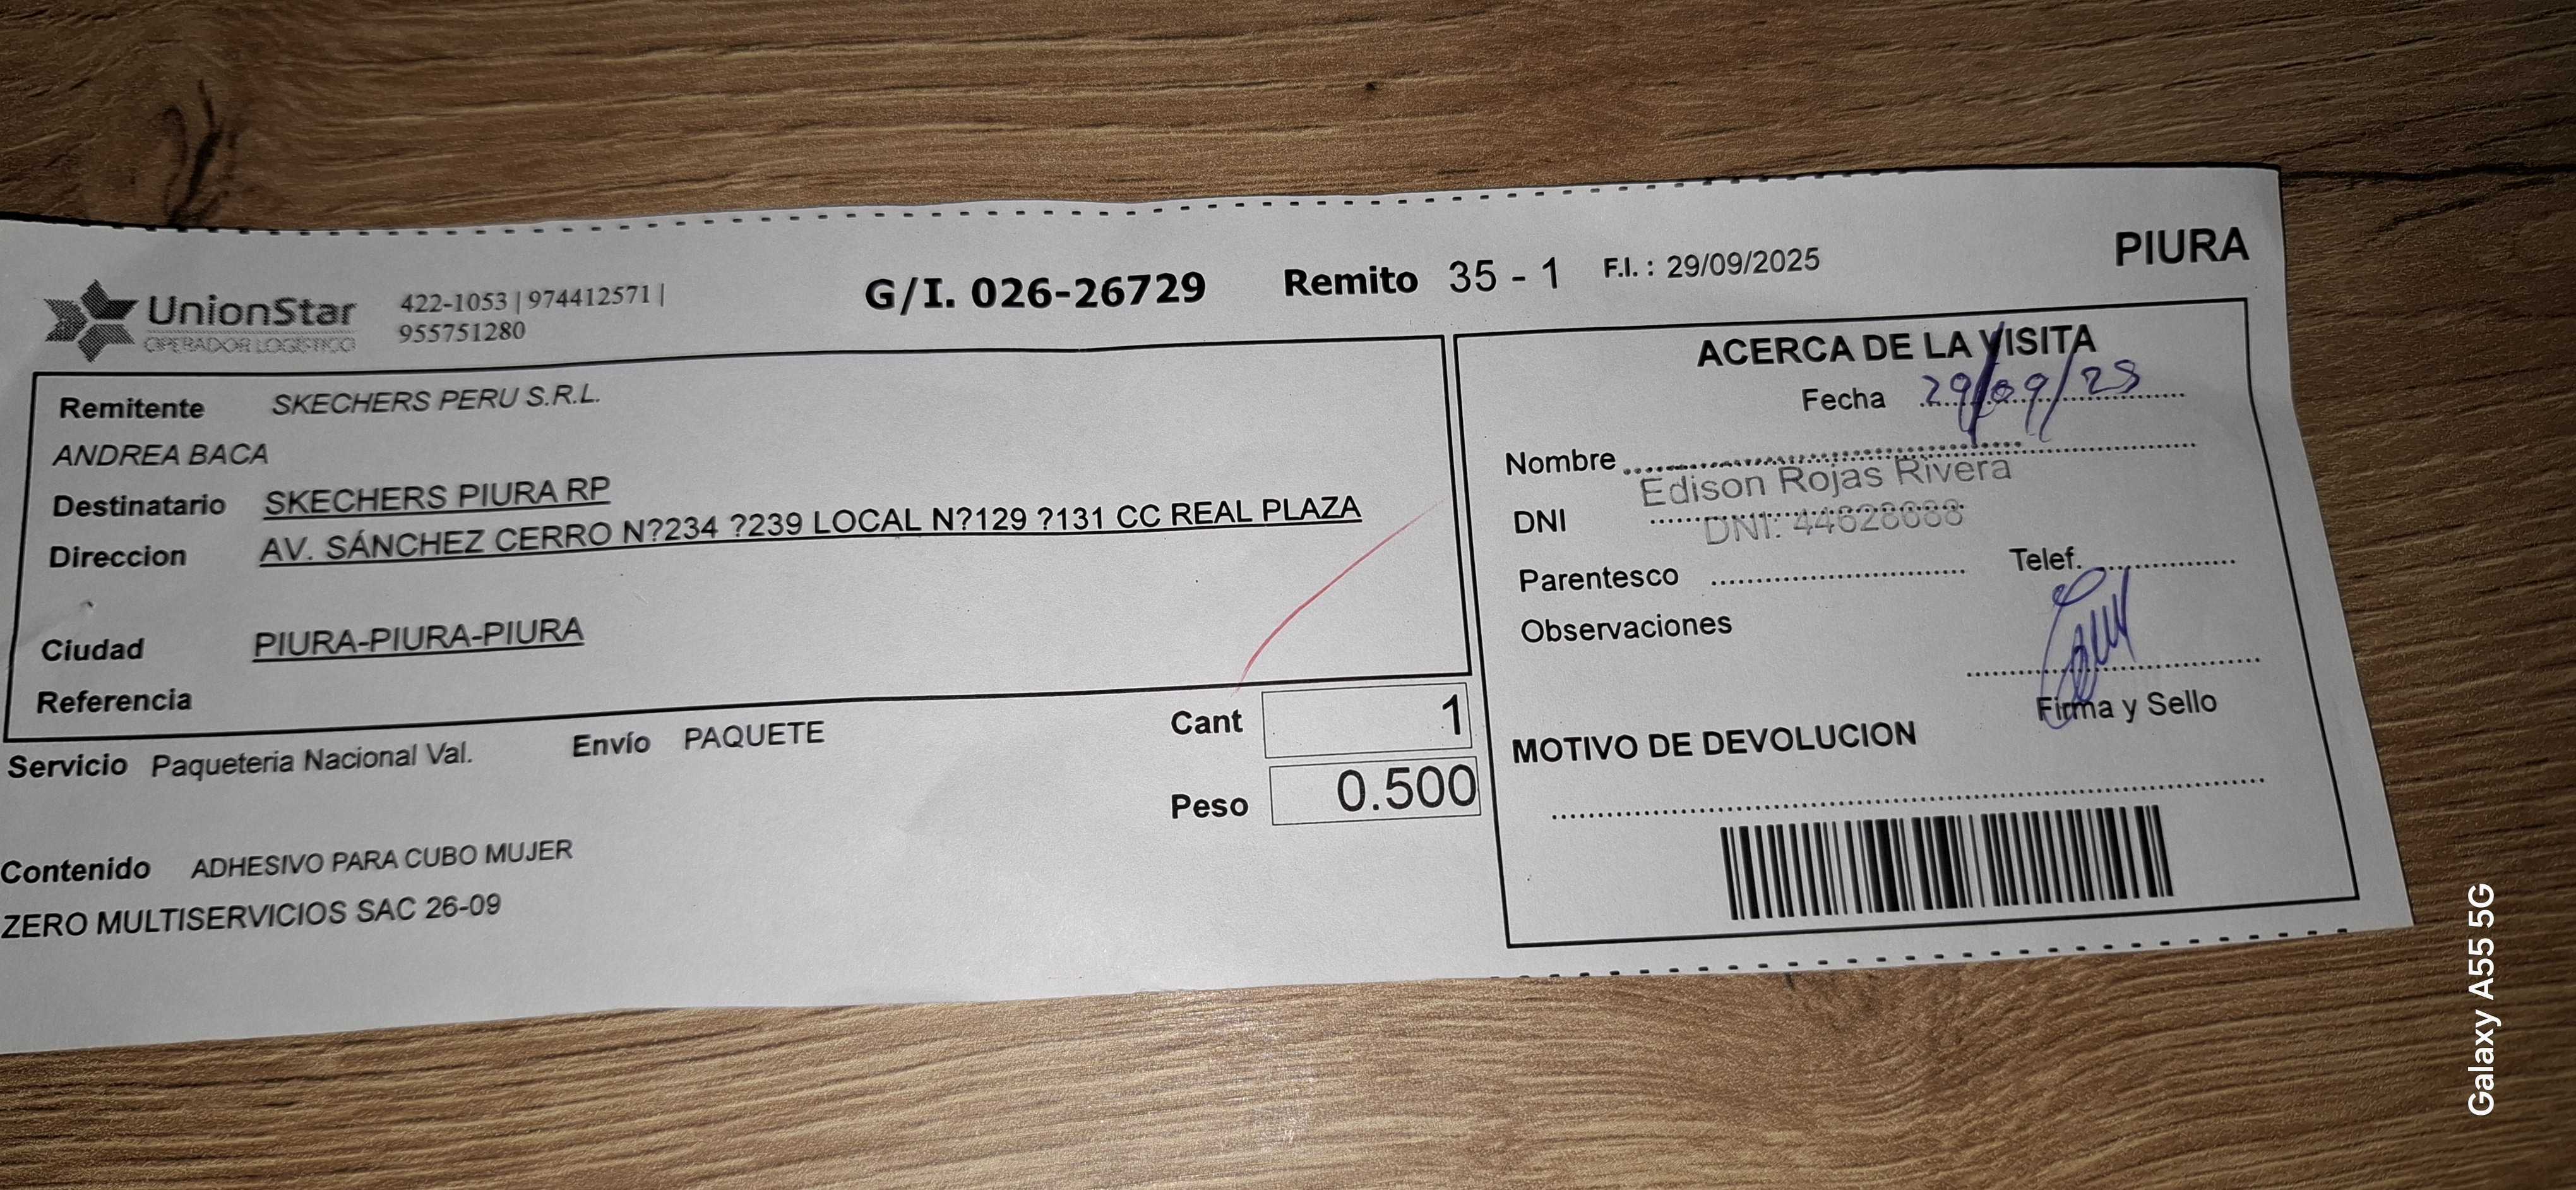 UnionStar
OPERADOR LOGISTICO
422-1053 | 974412571 |
955751280
G/I. 026-26729 Remito 35 - 1 F.I. : 29/09/2025
PIURA
Remitente SKECHERS PERU S.R.L.
ANDREA BACA
Destinatario SKECHERS PIURA RP
Direccion AV. SÁNCHEZ CERRO N?234 ?239 LOCAL N?129 ?131 CC REAL PLAZA
Ciudad PIURA-PIURA-PIURA
Referencia
Servicio Paqueteria Nacional Val. Envío PAQUETE
Cant 1
Peso 0.500
Contenido ADHESIVO PARA CUBO MUJER
ZERO MULTISERVICIOS SAC 26-09
ACERCA DE LA VISITA
Fecha 29/09/25
Nombre
Edison Rojas Rivera
DNI
DNI:
Parentesco Telef.
Observaciones
Firma y Sello
MOTIVO DE DEVOLUCION
Galaxy A55 5G